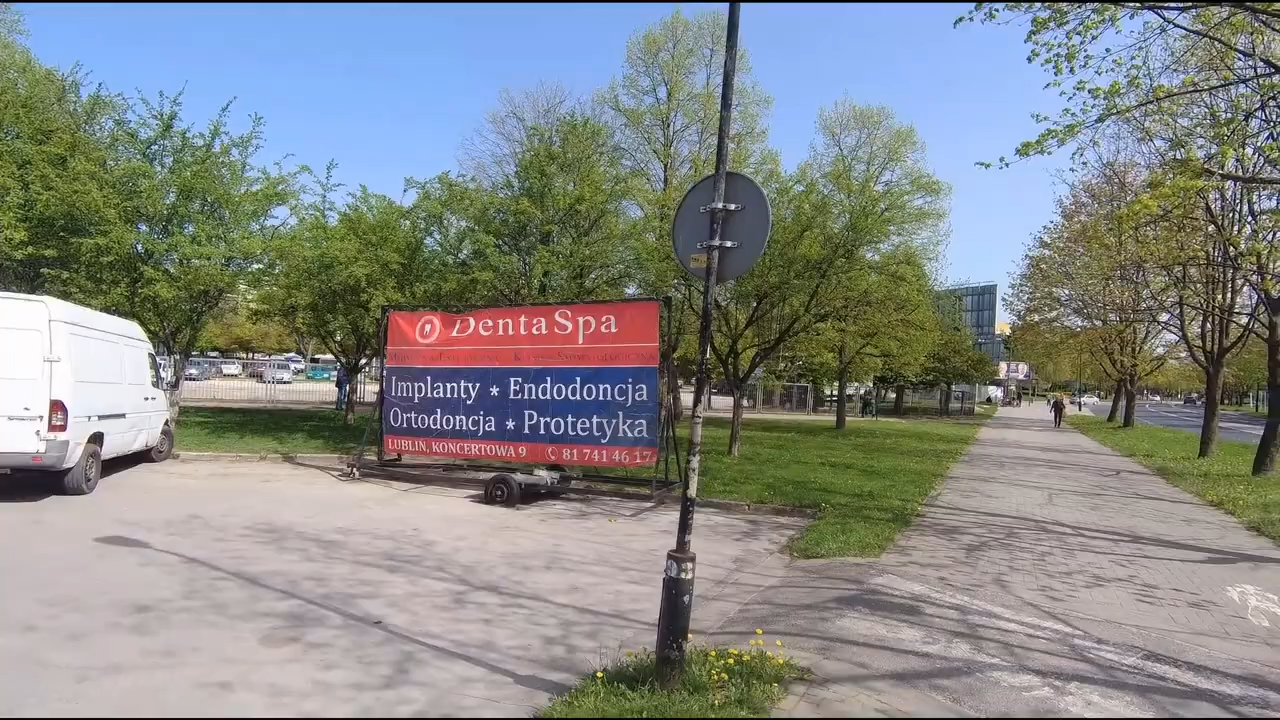 DentaSpa
Implanty * Endodoncja
Ortodoncja * Protetyka
LUBLIN, KONCERTOWA 9 81 741 46 17